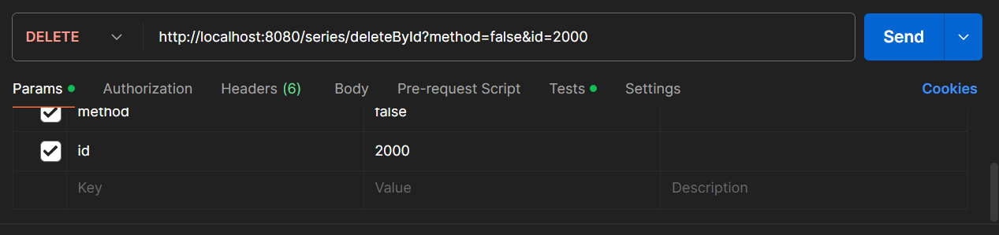 DELETE http://localhost:8080/series/deleteById?method=false&id=2000 Send
Params Authorization Headers (6) Body Pre-request Script Tests Settings Cookies
method false
id 2000
Key Value Description